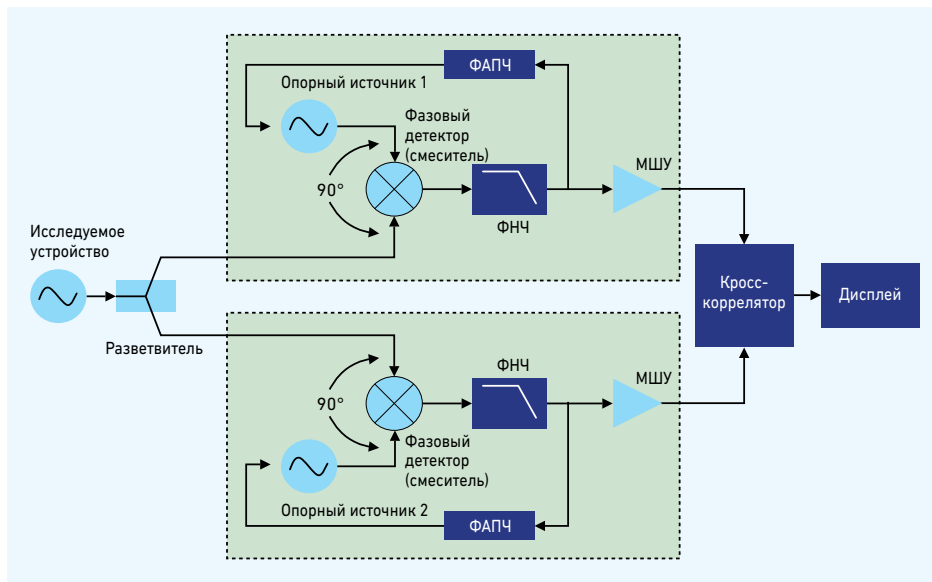 ФАПЧ
Опорный источник 1
Фазовый
детектор
(смеситель)
90°
МШУ
ФНЧ
Исследуемое
устройство
Разветвитель
Кросс-
коррелятор
Дисплей
ФНЧ
МШУ
90°
Фазовый
детектор
(смеситель)
Опорный источник 2
ФАПЧ